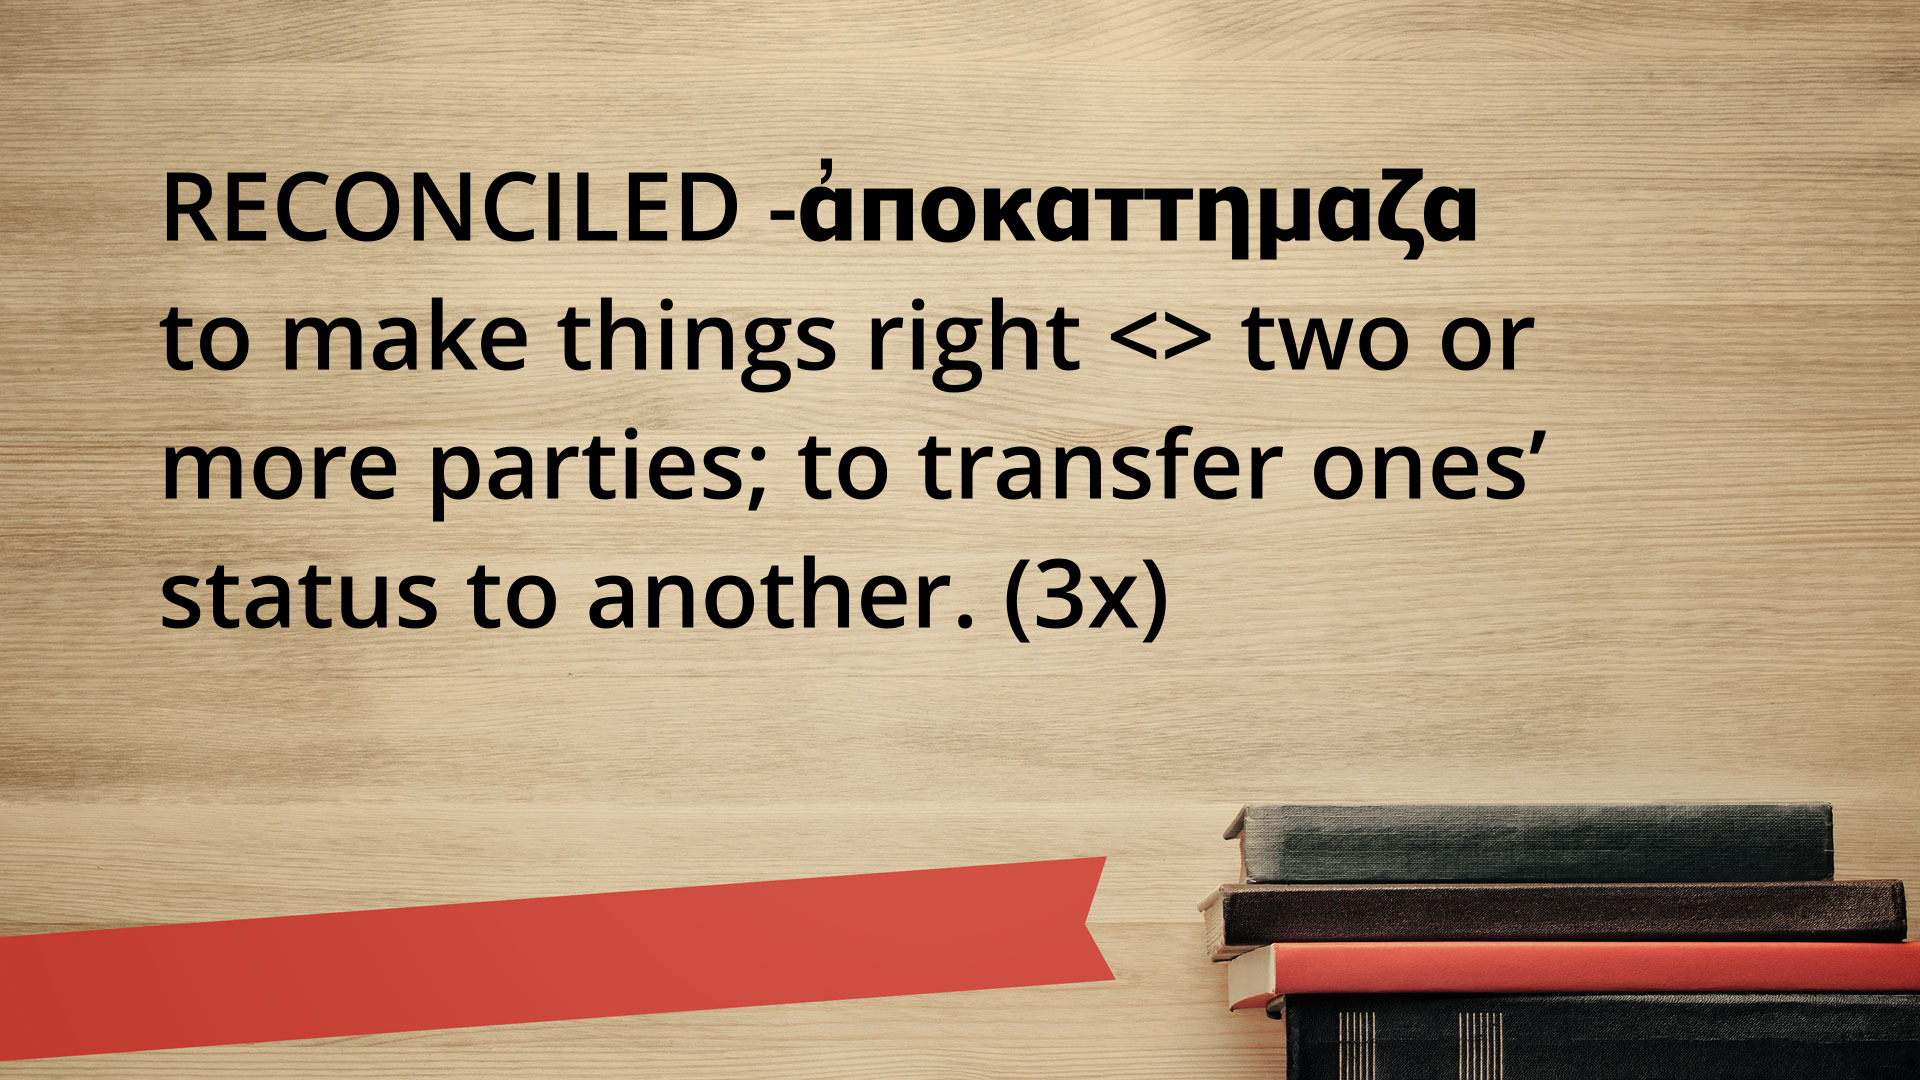 RECONCILED -ἀποκαττημαζα
to make things right <> two or
more parties; to transfer ones’
status to another. (3x)